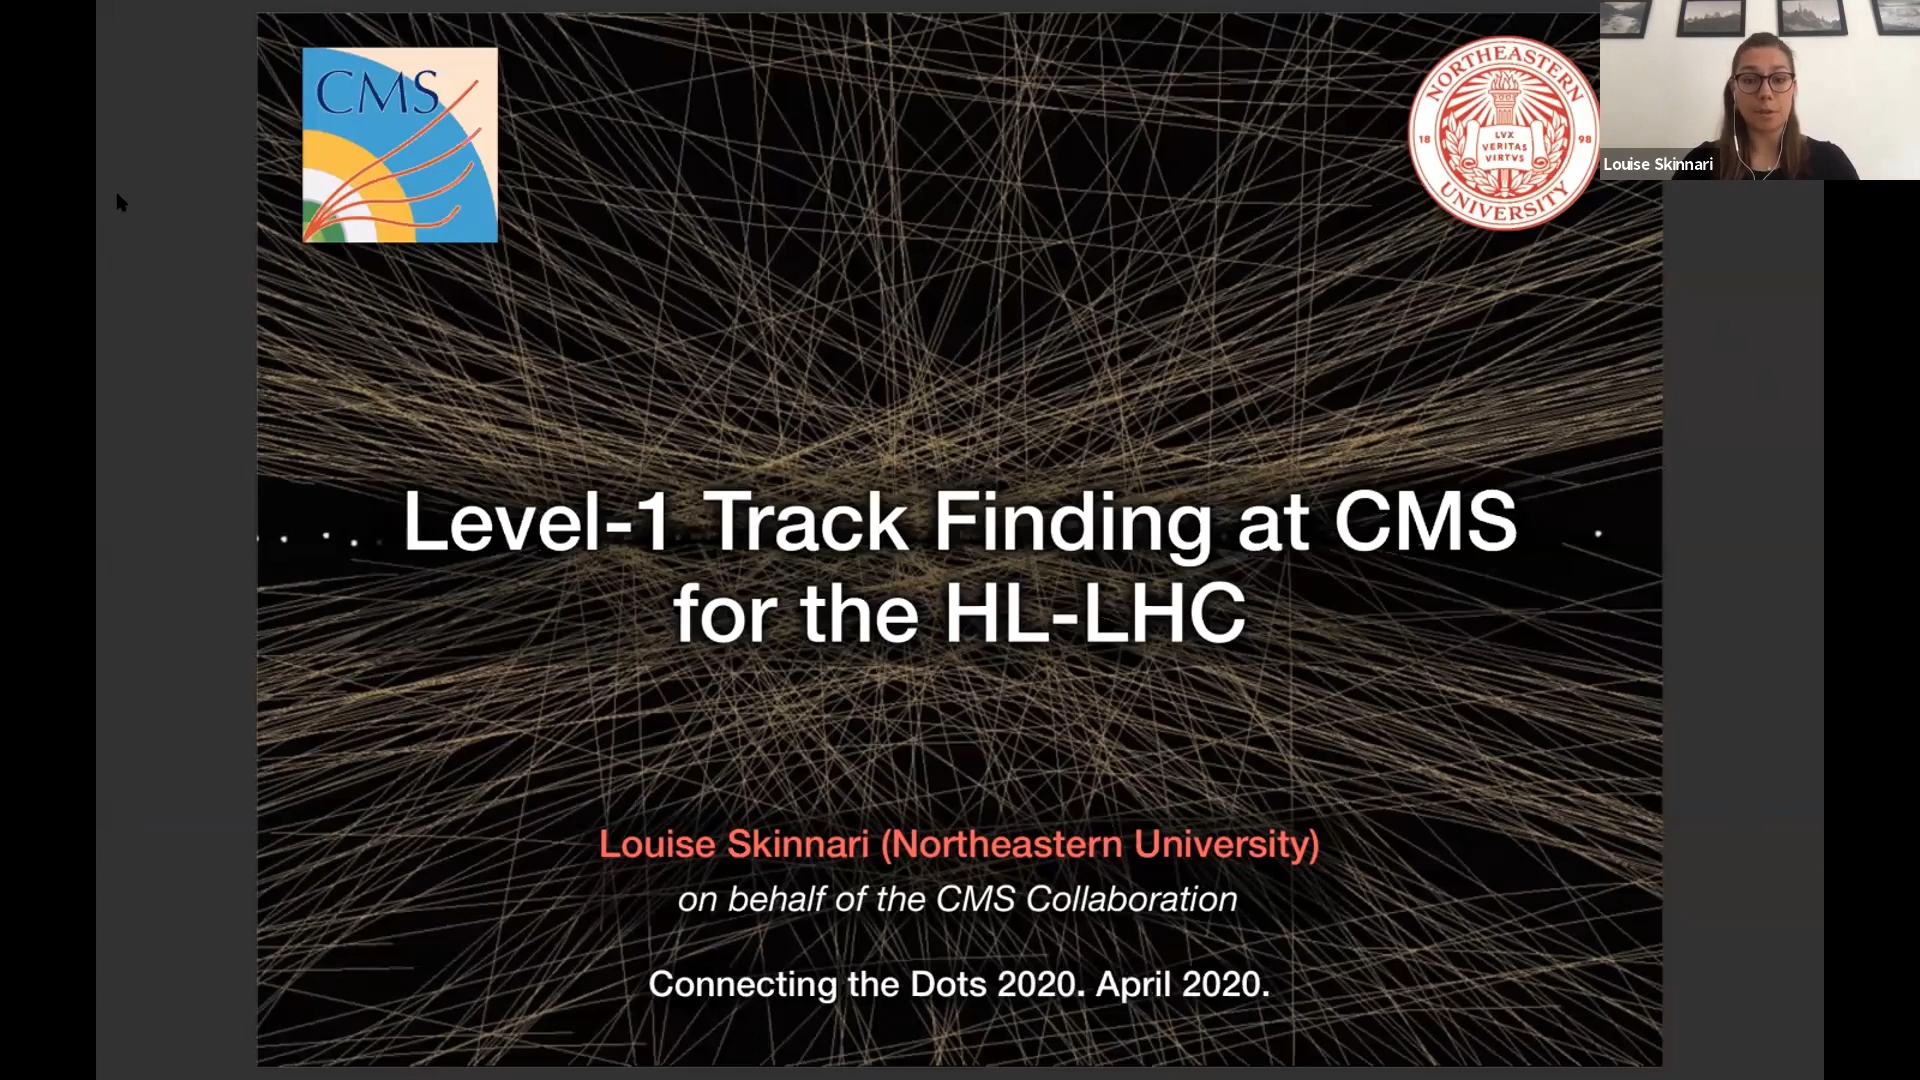 CMS
NORTHEASTERN
UNIVERSITY
18
98
LVX
VERITAS
VIRTVS
Louise Skinnari
Level-1 Track Finding at CMS
for the HL-LHC
Louise Skinnari (Northeastern University)
on behalf of the CMS Collaboration
Connecting the Dots 2020. April 2020.